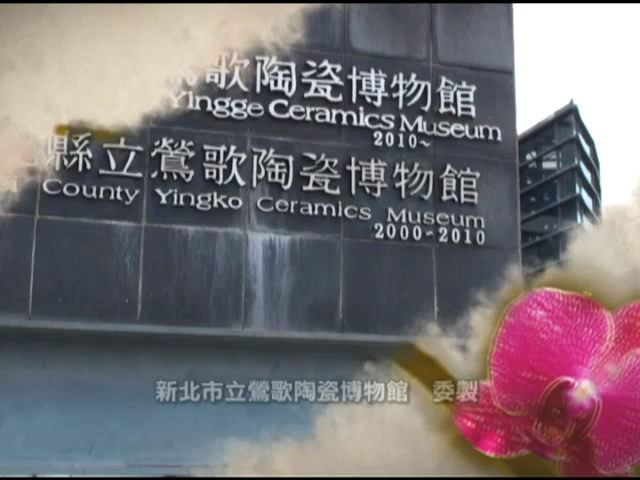 歌陶瓷博物館
Yingge Ceramics Museum
2010~
縣立鶯歌陶瓷博物館
County Yingko Ceramics Museum
2000~2010
新北市立鶯歌陶瓷博物館 委製